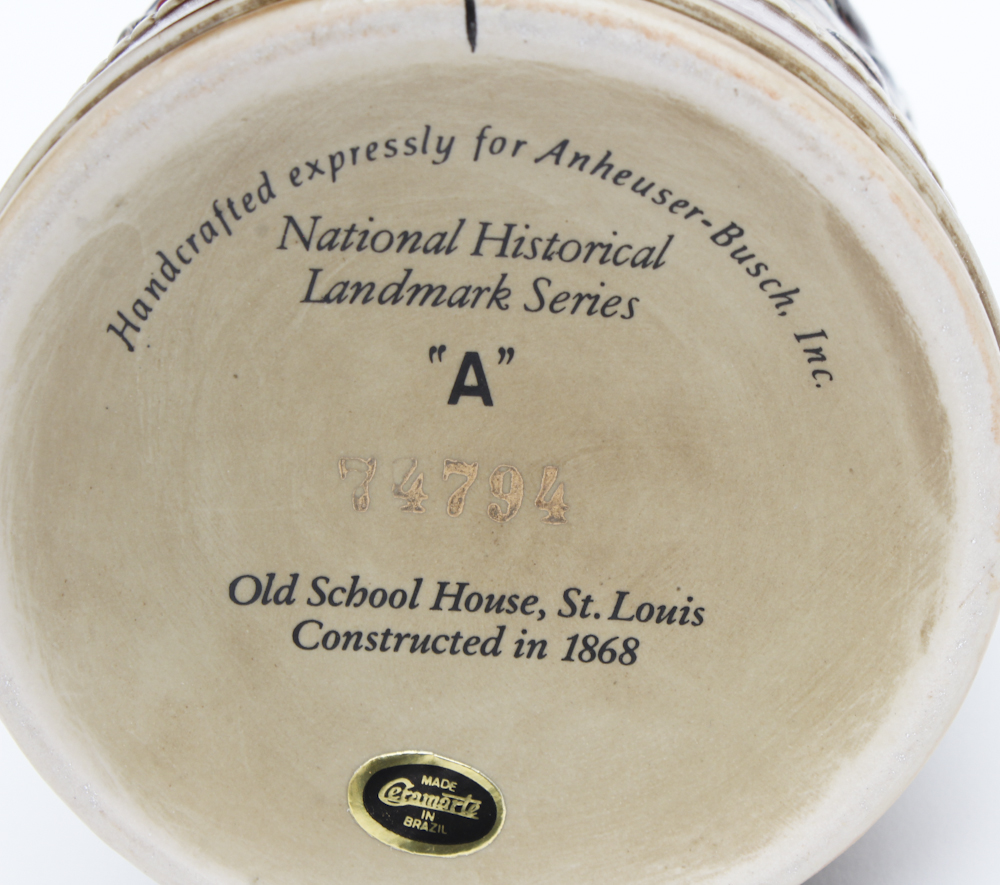 Handcrafted expressly for Anheuser-Busch, Inc.
National Historical
Landmark Series
"A"
74794
Old School House, St. Louis
Constructed in 1868
MADE
Ceramarte
IN
BRAZIL